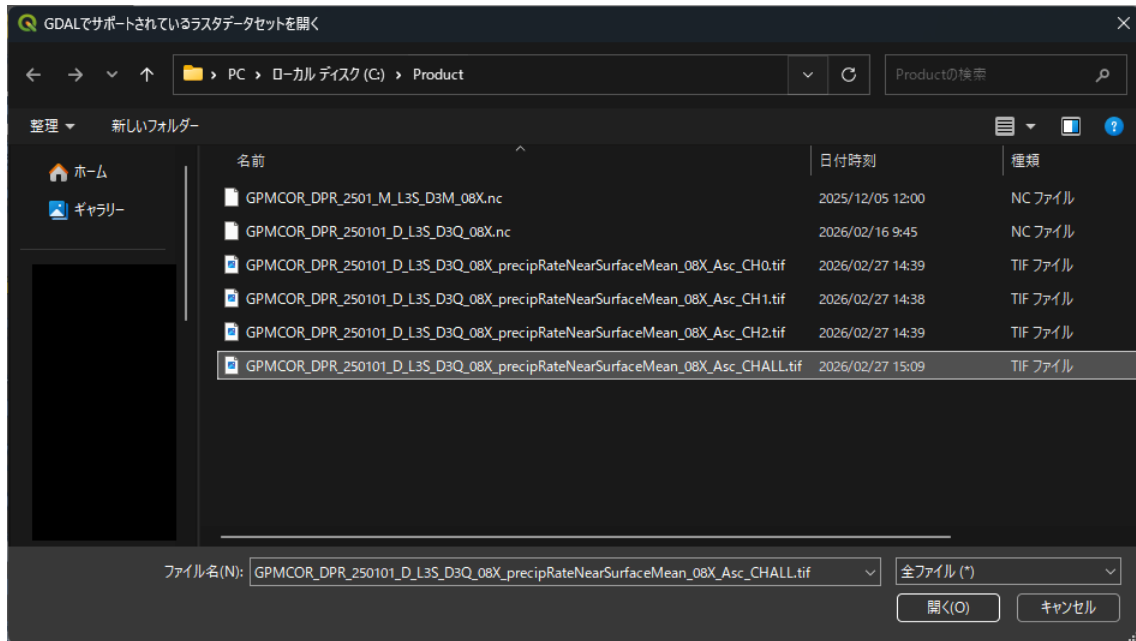 GDALでサポートされているラスタデータセットを開く
PC › ローカル ディスク (C:) › Product
Productの検索
整理 新しいフォルダー
ホーム
ギャラリー
名前 日付時刻 種類
GPMCOR_DPR_2501_M_L3S_D3M_08X.nc 2025/12/05 12:00 NC ファイル
GPMCOR_DPR_250101_D_L3S_D3Q_08X.nc 2026/02/16 9:45 NC ファイル
GPMCOR_DPR_250101_D_L3S_D3Q_08X_precipRateNearSurfaceMean_08X_Asc_CH0.tif 2026/02/27 14:39 TIF ファイル
GPMCOR_DPR_250101_D_L3S_D3Q_08X_precipRateNearSurfaceMean_08X_Asc_CH1.tif 2026/02/27 14:38 TIF ファイル
GPMCOR_DPR_250101_D_L3S_D3Q_08X_precipRateNearSurfaceMean_08X_Asc_CH2.tif 2026/02/27 14:39 TIF ファイル
GPMCOR_DPR_250101_D_L3S_D3Q_08X_precipRateNearSurfaceMean_08X_Asc_CHALL.tif 2026/02/27 15:09 TIF ファイル
ファイル名(N): GPMCOR_DPR_250101_D_L3S_D3Q_08X_precipRateNearSurfaceMean_08X_Asc_CHALL.tif 全ファイル (*)
開く(O) キャンセル